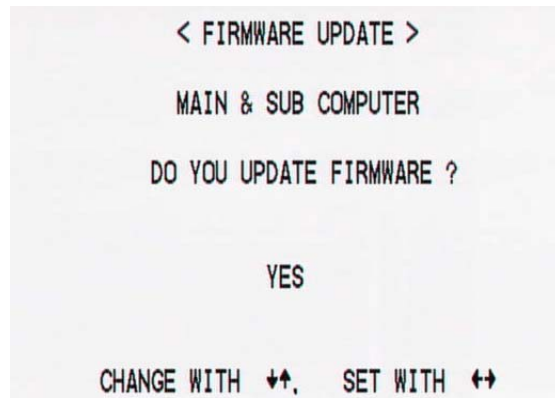 < FIRMWARE UPDATE >
MAIN & SUB COMPUTER
DO YOU UPDATE FIRMWARE ?
YES
CHANGE WITH ↓↑, SET WITH ←→